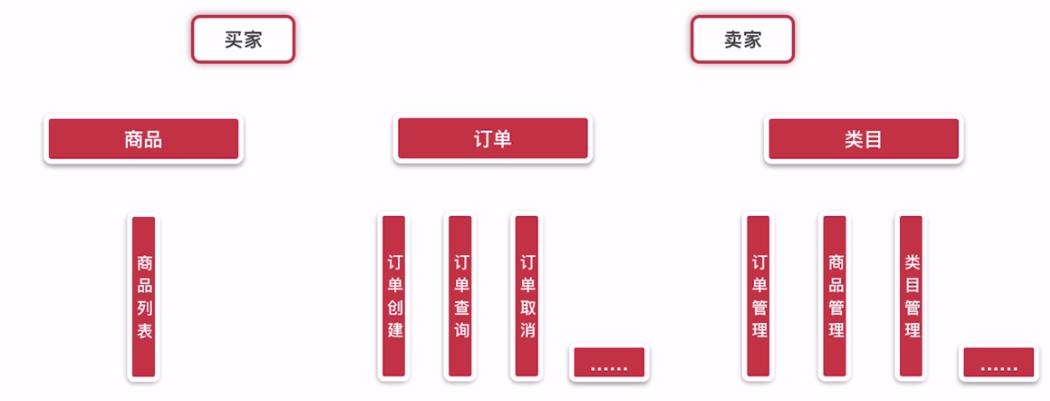 买家
卖家
商品
订单
类目
商品列表
订单创建
订单查询
订单取消
……
订单管理
商品管理
类目管理
……